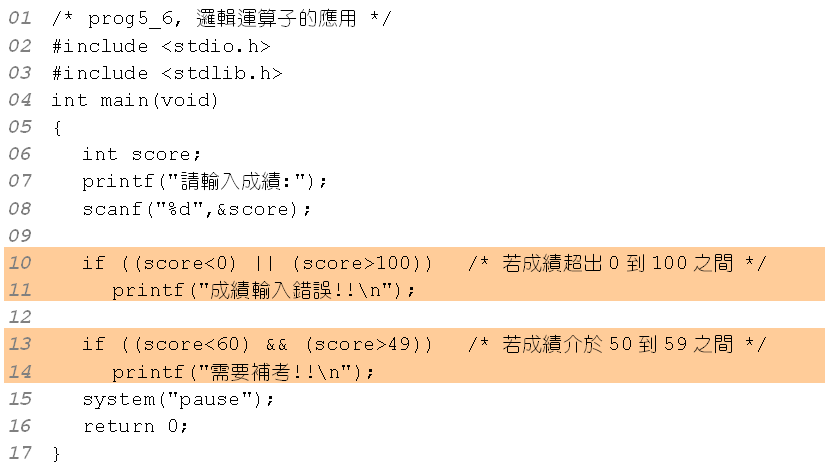 01 /* prog5_6, 邏輯運算子的應用 */
02 #include <stdio.h>
03 #include <stdlib.h>
04 int main(void)
05 {
06 int score;
07 printf("請輸入成績:");
08 scanf("%d",&score);
09
10 if ((score<0) || (score>100)) /* 若成績超出 0 到 100 之間 */
11 printf("成績輸入錯誤!!\n");
12
13 if ((score<60) && (score>49)) /* 若成績介於 50 到 59 之間 */
14 printf("需要補考!!\n");
15 system("pause");
16 return 0;
17 }